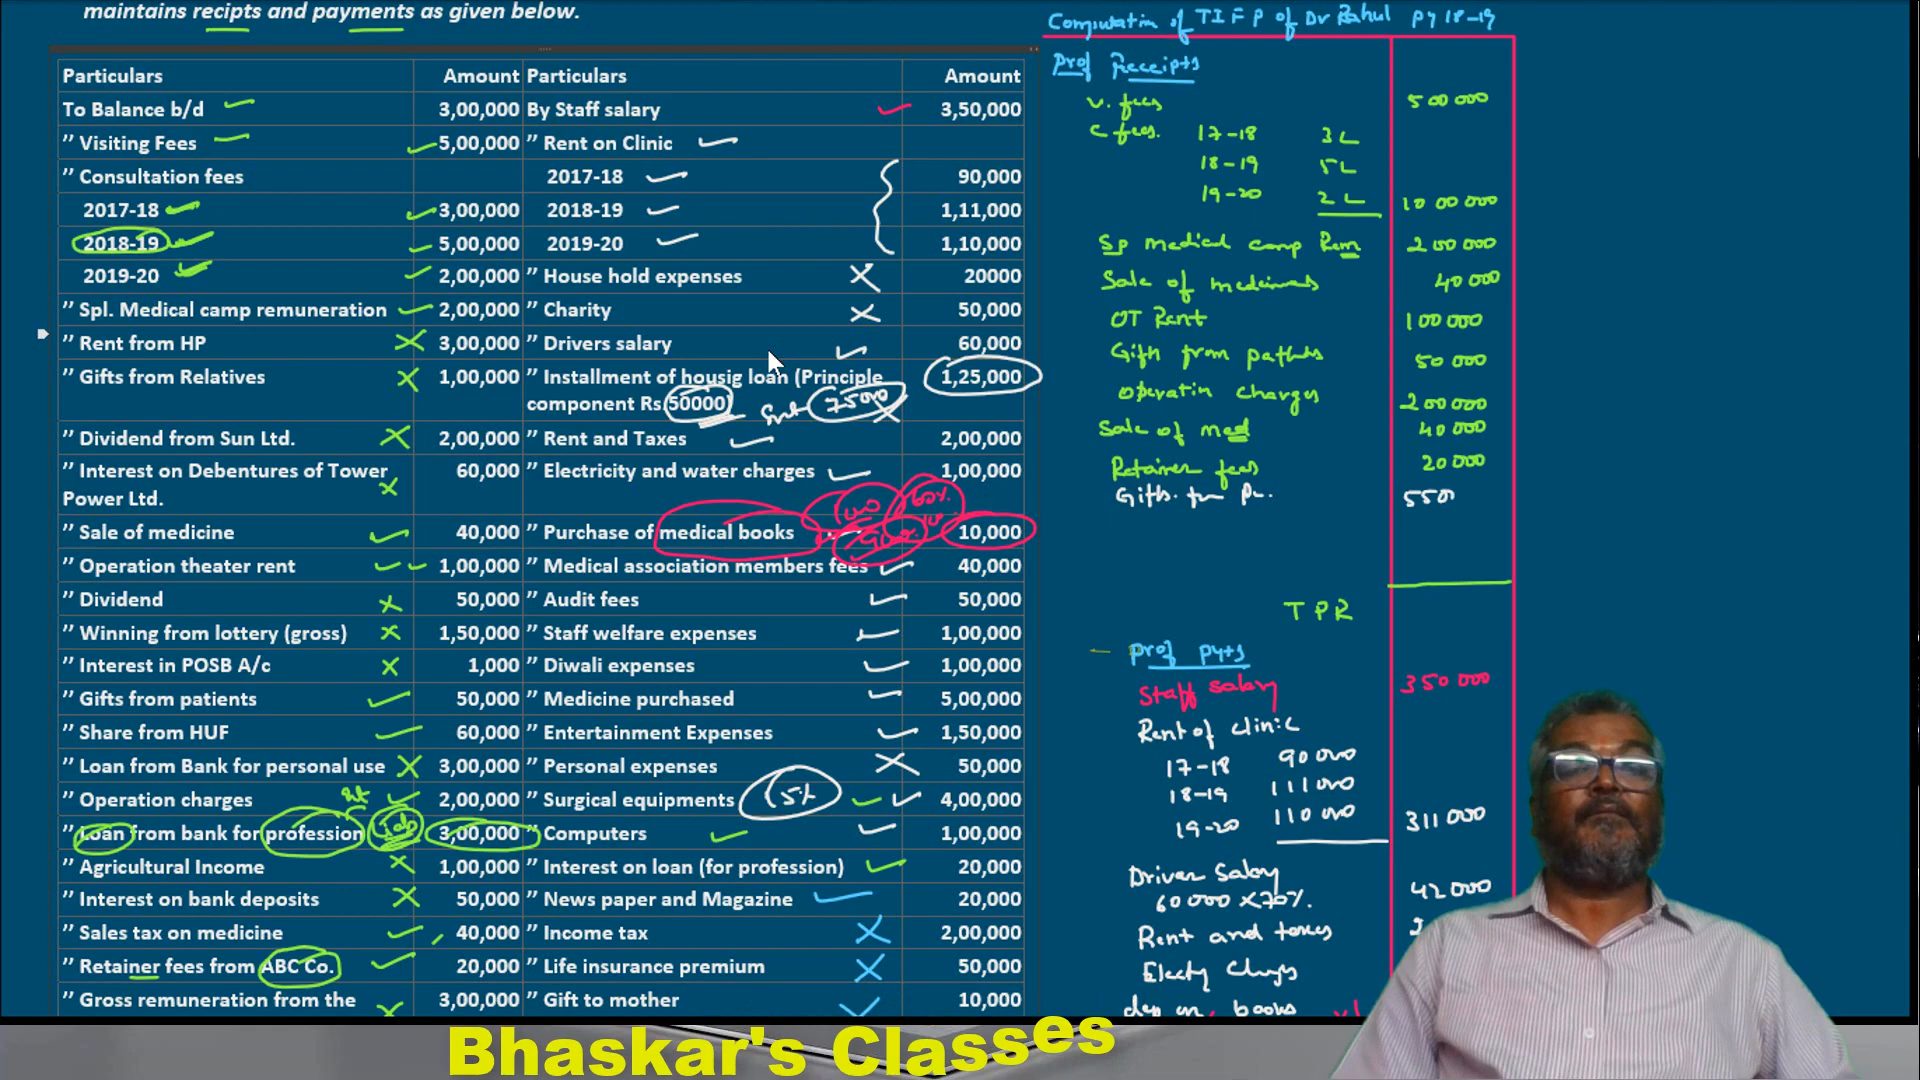 maintains recipts and payments as given below.
Particulars Amount Particulars Amount
To Balance b/d 3,00,000 By Staff salary 3,50,000
” Visiting Fees 5,00,000 ” Rent on Clinic
” Consultation fees 2017-18 90,000
2017-18 3,00,000 2018-19 1,11,000
2018-19 5,00,000 2019-20 1,10,000
2019-20 2,00,000 ” House hold expenses 20000
” Spl. Medical camp remuneration 2,00,000 ” Charity 50,000
” Rent from HP 3,00,000 ” Drivers salary 60,000
” Gifts from Relatives 1,00,000 ” Installment of housig loan (Principle 1,25,000
component Rs 50000) Int 75000
” Dividend from Sun Ltd. 2,00,000 ” Rent and Taxes 2,00,000
” Interest on Debentures of Tower 60,000 ” Electricity and water charges 1,00,000
Power Ltd.
” Sale of medicine 40,000 ” Purchase of medical books 10,000
60%
” Operation theater rent 1,00,000 ” Medical association members fees 40,000
” Dividend 50,000 ” Audit fees 50,000
” Winning from lottery (gross) 1,50,000 ” Staff welfare expenses 1,00,000
” Interest in POSB A/c 1,000 ” Diwali expenses 1,00,000
” Gifts from patients 50,000 ” Medicine purchased 5,00,000
” Share from HUF 60,000 ” Entertainment Expenses 1,50,000
” Loan from Bank for personal use 3,00,000 ” Personal expenses 50,000
” Operation charges 2,00,000 ” Surgical equipments 15% 4,00,000
” Loan from bank for profession 3,00,000 ” Computers 1,00,000
” Agricultural Income 1,00,000 ” Interest on loan (for profession) 20,000
” Interest on bank deposits 50,000 ” News paper and Magazine 20,000
” Sales tax on medicine 40,000 ” Income tax 2,00,000
” Retainer fees from ABC Co. 20,000 ” Life insurance premium 50,000
” Gross remuneration from the 3,00,000 ” Gift to mother 10,000
Computatin of T I F P of Dr Rahul PY 18-19
Prof Receipts
V. fees 500 000
C fees. 17-18 3L
18-19 5L
19-20 2L 10 00 000
Sp medical camp Rem 200 000
Sale of medicinals 40 000
OT Rent 100 000
Gifts from patients 50 000
Operatin charges 200 000
Sale of med 40 000
Retainer fees 20 000
Gifts.
T P R
Prof pyts
Staff salary 350 000
Rent of clinic
17-18 90 000
18-19 111 000
19-20 110 000 311 000
Driver Salary
60 000 X 70%. 42 000
Rent and taxes
books
Bhaskar's Classes